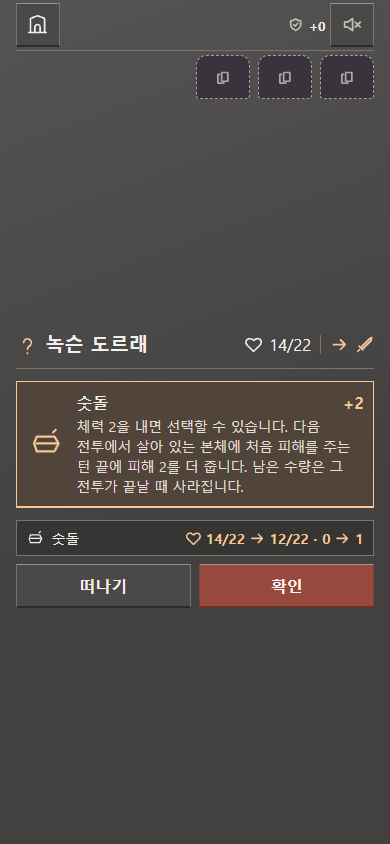 +0
녹슨 도르래
14/22
숫돌
+2
체력 2을 내면 선택할 수 있습니다. 다음
전투에서 살아 있는 본체에 처음 피해를 주는
턴 끝에 피해 2를 더 줍니다. 남은 수량은 그
전투가 끝날 때 사라집니다.
숫돌
14/22 → 12/22 · 0 → 1
떠나기
확인